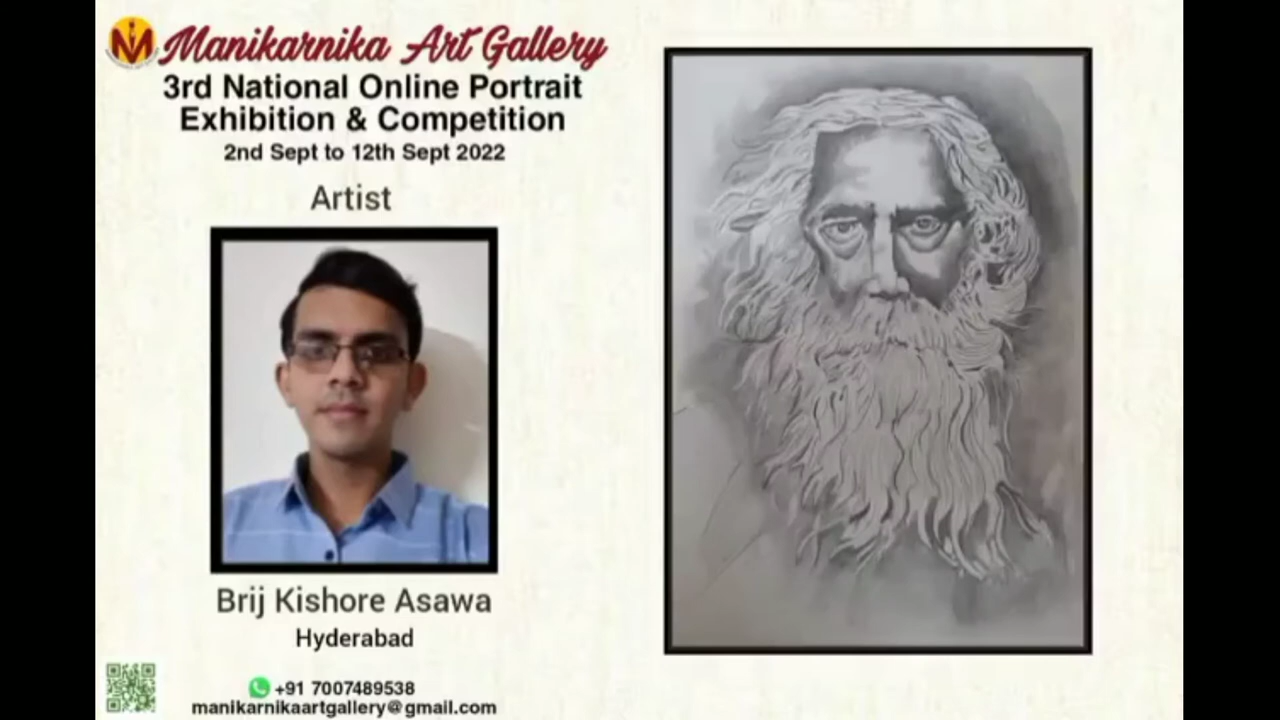 Manikarnika Art Gallery
3rd National Online Portrait
Exhibition & Competition
2nd Sept to 12th Sept 2022
Artist
Brij Kishore Asawa
Hyderabad
+91 7007489538
manikarnikaartgallery@gmail.com